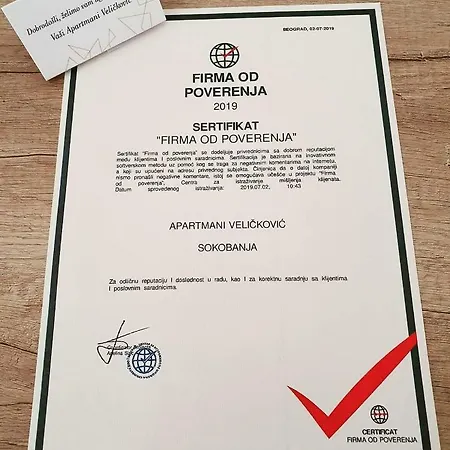 Dobrodošli, želimo vam
Vaši Apartmani Veličković
BEOGRAD, 03.07.2019
FIRMA OD
POVERENJA
2019
SERTIFIKAT
"FIRMA OD POVERENJA"
Sertifikat "Firma od poverenja" se dodeljuje privrednicima sa dobrom reputacijom
među klijentima i poslovnim saradnicima. Sertifikacija je bazirana na inovativnom
softverskom metodu uz pomoć kog se traga za negativnim komentarima na internetu,
a koji su upućeni na adresu privrednog subjekta. Činjenica da o datoj kompaniji
nismo pronašli negativne komentare, istoj se omogućava učešće u projektu "Firma
od poverenja", Centra za istraživanje mišljenja klijenata.
Datum sprovedenog istraživanja: 2019.07.02, 10:43
APARTMANI VELIČKOVIĆ
SOKOBANJA
Za odličnu reputaciju i doslednost u radu, kao i za korektnu saradnju sa klijentima
i poslovnim saradnicima.
CERTIFICAT
FIRMA OD POVERENJA